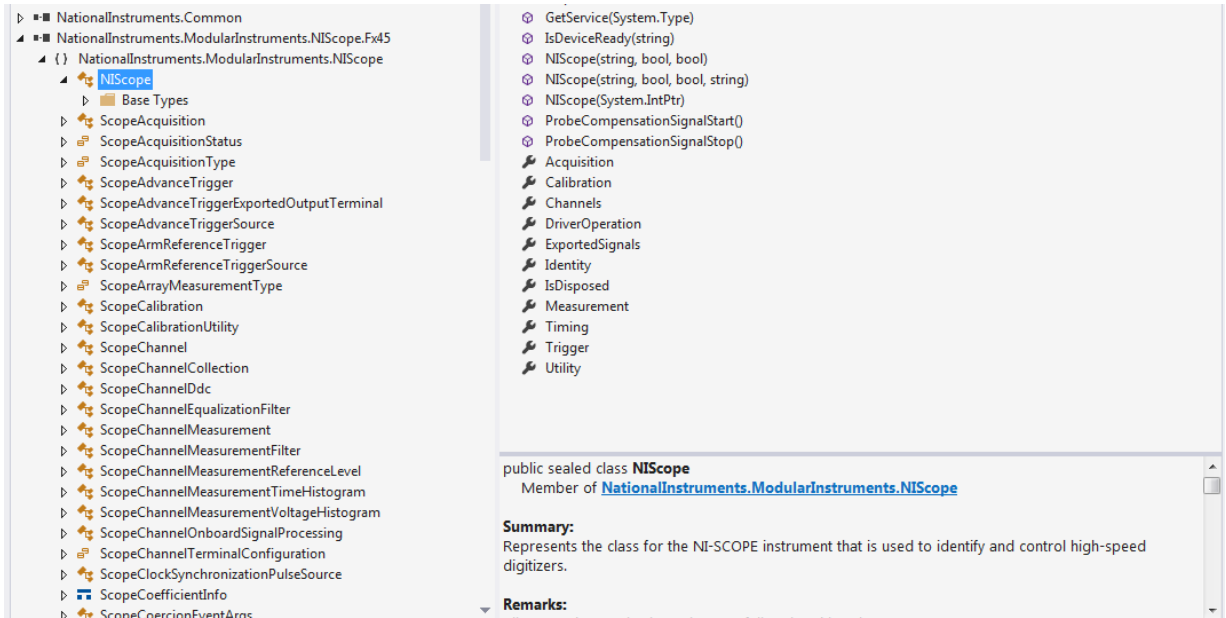 NationalInstruments.Common
NationalInstruments.ModularInstruments.NIScope.Fx45
{} NationalInstruments.ModularInstruments.NIScope
NIScope
Base Types
ScopeAcquisition
ScopeAcquisitionStatus
ScopeAcquisitionType
ScopeAdvanceTrigger
ScopeAdvanceTriggerExportedOutputTerminal
ScopeAdvanceTriggerSource
ScopeArmReferenceTrigger
ScopeArmReferenceTriggerSource
ScopeArrayMeasurementType
ScopeCalibration
ScopeCalibrationUtility
ScopeChannel
ScopeChannelCollection
ScopeChannelDdc
ScopeChannelEqualizationFilter
ScopeChannelMeasurement
ScopeChannelMeasurementFilter
ScopeChannelMeasurementReferenceLevel
ScopeChannelMeasurementTimeHistogram
ScopeChannelMeasurementVoltageHistogram
ScopeChannelOnboardSignalProcessing
ScopeChannelTerminalConfiguration
ScopeClockSynchronizationPulseSource
ScopeCoefficientInfo
ScopeCoercionEventArgs
GetService(System.Type)
IsDeviceReady(string)
NIScope(string, bool, bool)
NIScope(string, bool, bool, string)
NIScope(System.IntPtr)
ProbeCompensationSignalStart()
ProbeCompensationSignalStop()
Acquisition
Calibration
Channels
DriverOperation
ExportedSignals
Identity
IsDisposed
Measurement
Timing
Trigger
Utility
public sealed class NIScope
Member of NationalInstruments.ModularInstruments.NIScope
Summary:
Represents the class for the NI-SCOPE instrument that is used to identify and control high-speed
digitizers.
Remarks: